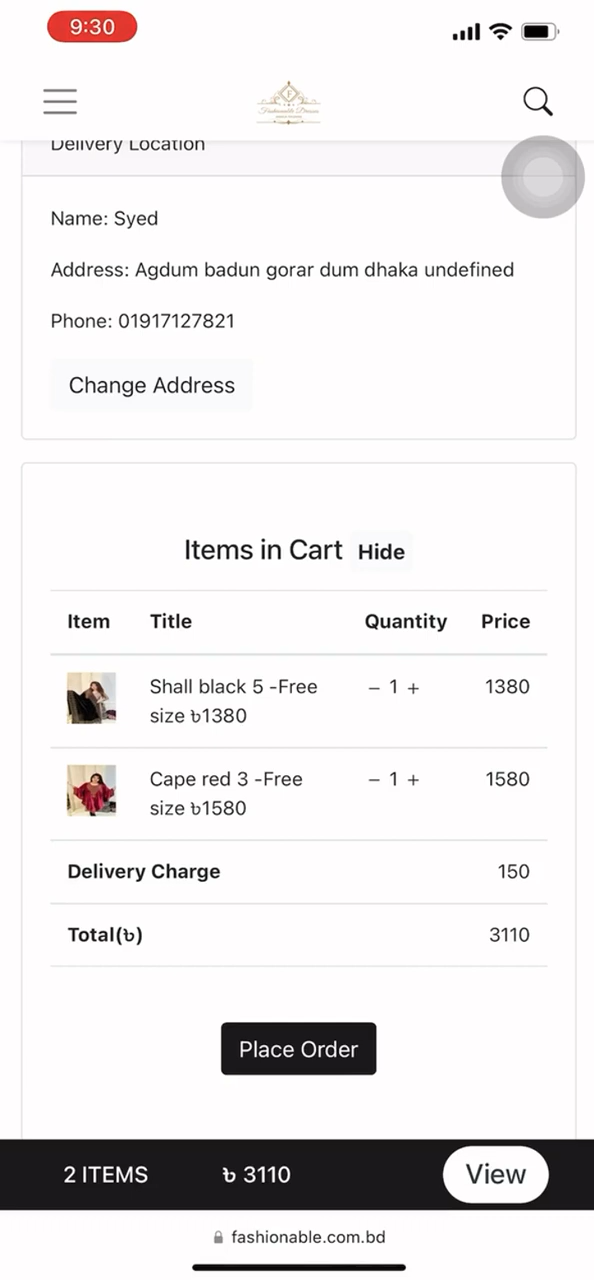 9:30
Delivery Location
Name: Syed
Address: Agdum badun gorar dum dhaka undefined
Phone: 01917127821
Change Address
Items in Cart Hide
Item Title Quantity Price
Shall black 5 -Free − 1 + 1380
size ৳1380
Cape red 3 -Free − 1 + 1580
size ৳1580
Delivery Charge 150
Total(৳) 3110
Place Order
2 ITEMS ৳ 3110 View
fashionable.com.bd